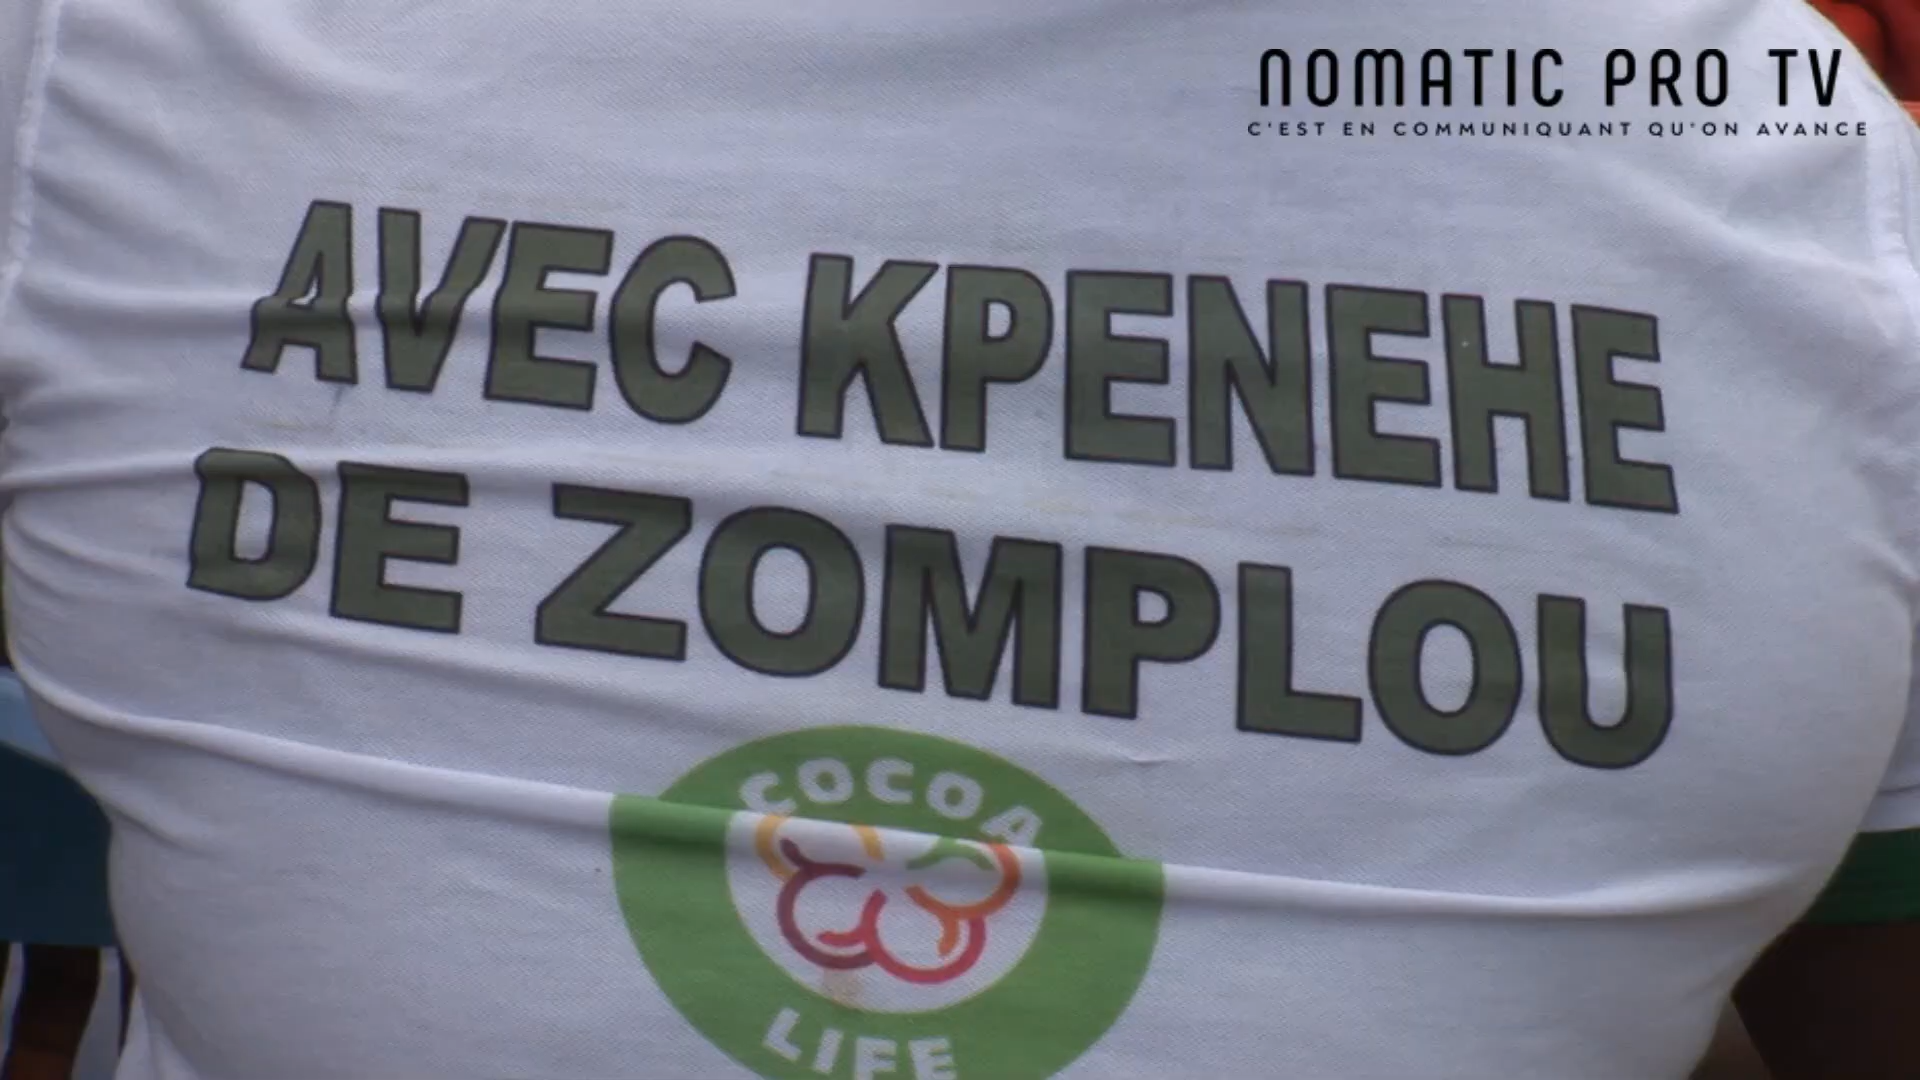 NOMATIC PRO TV
C'EST EN COMMUNIQUANT QU'ON AVANCE
AVEC KPENEHE
DE ZOMPLOU
COCOA
LIFE